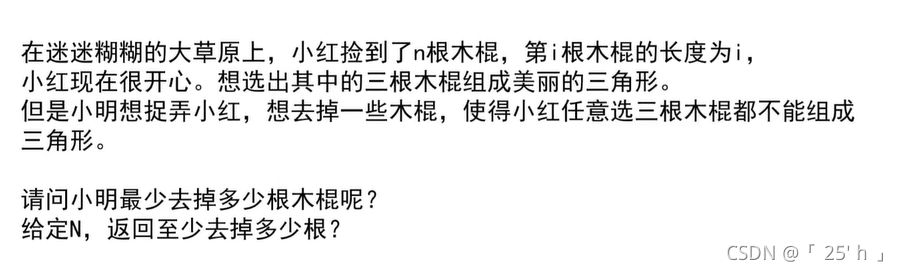 在迷迷糊糊的大草原上，小红捡到了n根木棍，第i根木棍的长度为i，
小红现在很开心。想选出其中的三根木棍组成美丽的三角形。
但是小明想捉弄小红，想去掉一些木棍，使得小红任意选三根木棍都不能组成
三角形。
请问小明最少去掉多少根木棍呢？
给定N，返回至少去掉多少根？
CSDN @「 25' h 」